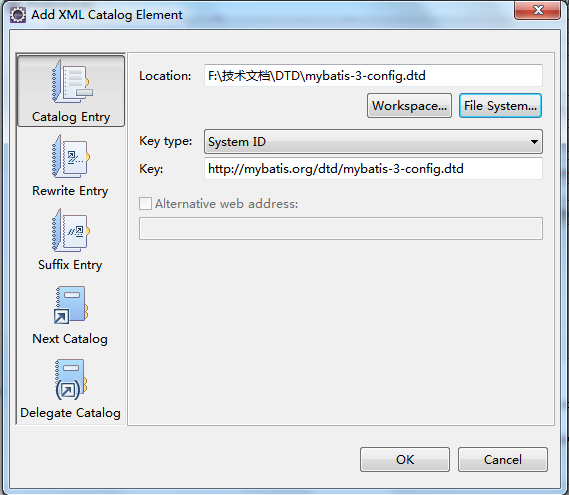 Add XML Catalog Element
Catalog Entry
Rewrite Entry
Suffix Entry
Next Catalog
Delegate Catalog
Location: F:\技术文档\DTD\mybatis-3-config.dtd
Workspace... File System...
Key type: System ID
Key: http://mybatis.org/dtd/mybatis-3-config.dtd
Alternative web address:
OK Cancel